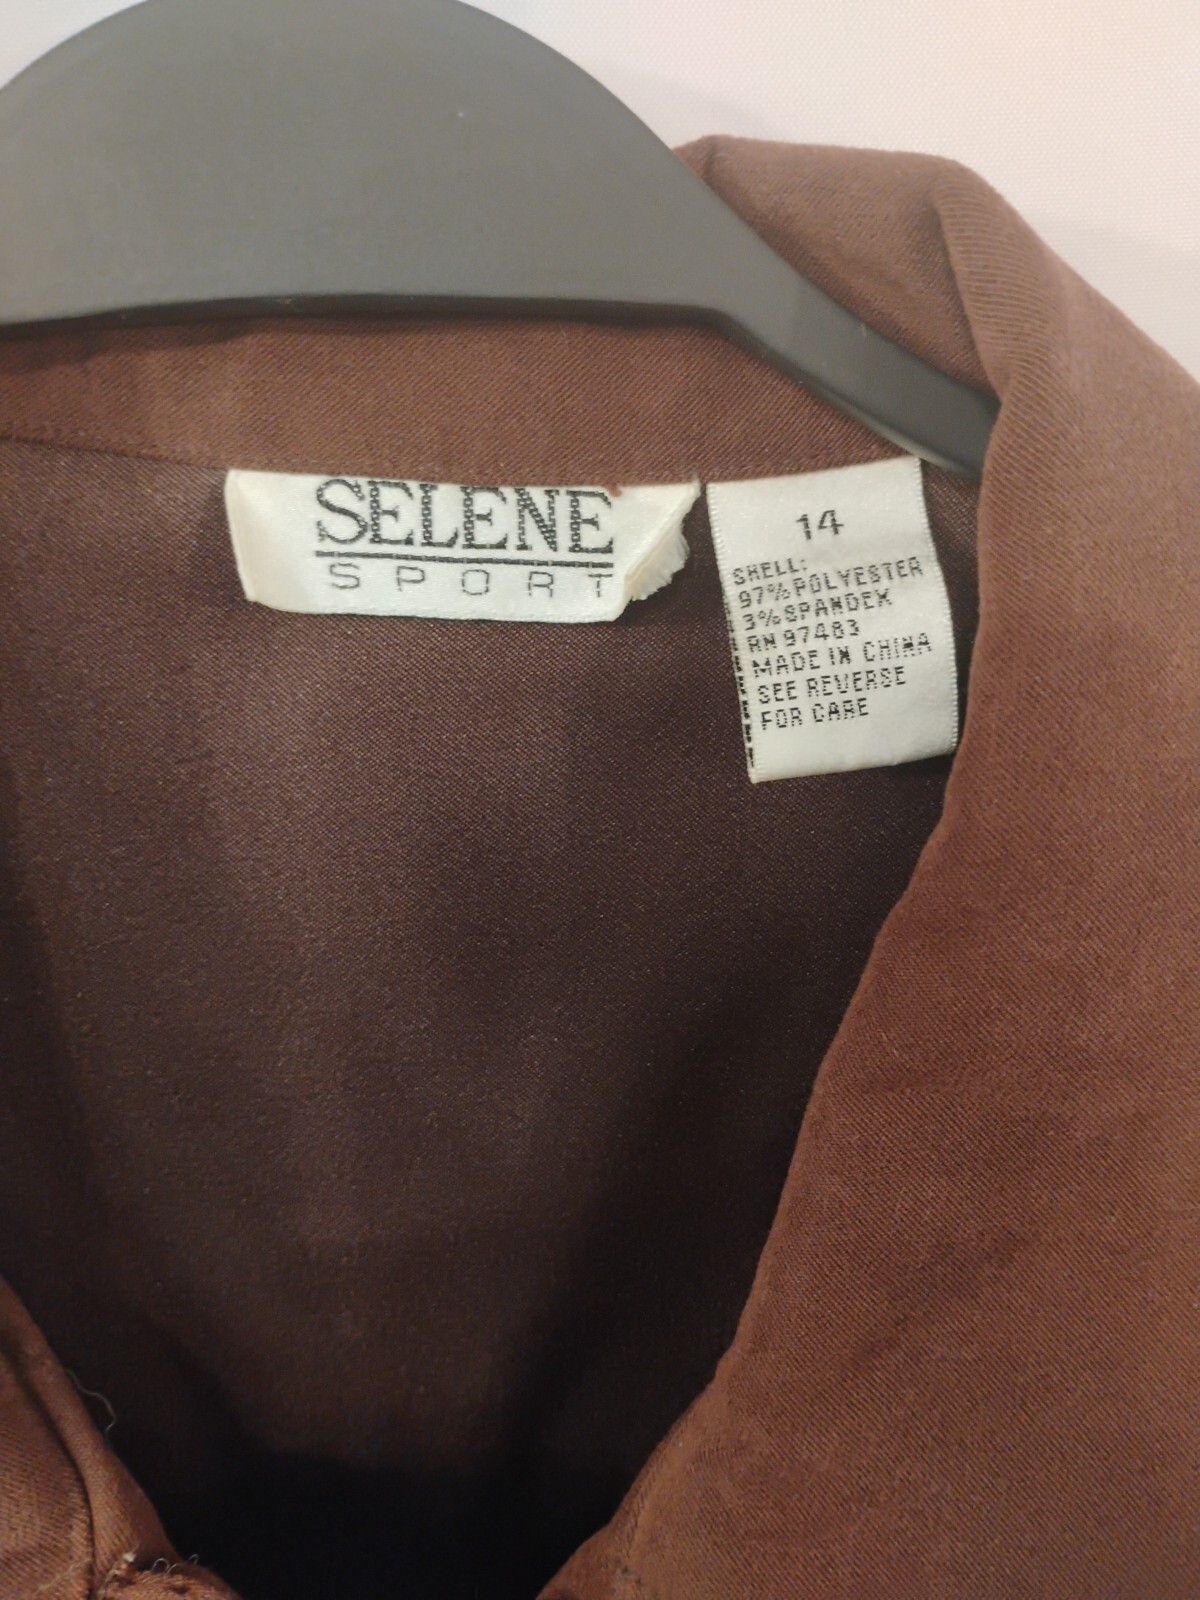 SELENE
SPORT
14
SHELL:
97% POLYESTER
3% SPANDEX
RN 97483
MADE IN CHINA
SEE REVERSE
FOR CARE